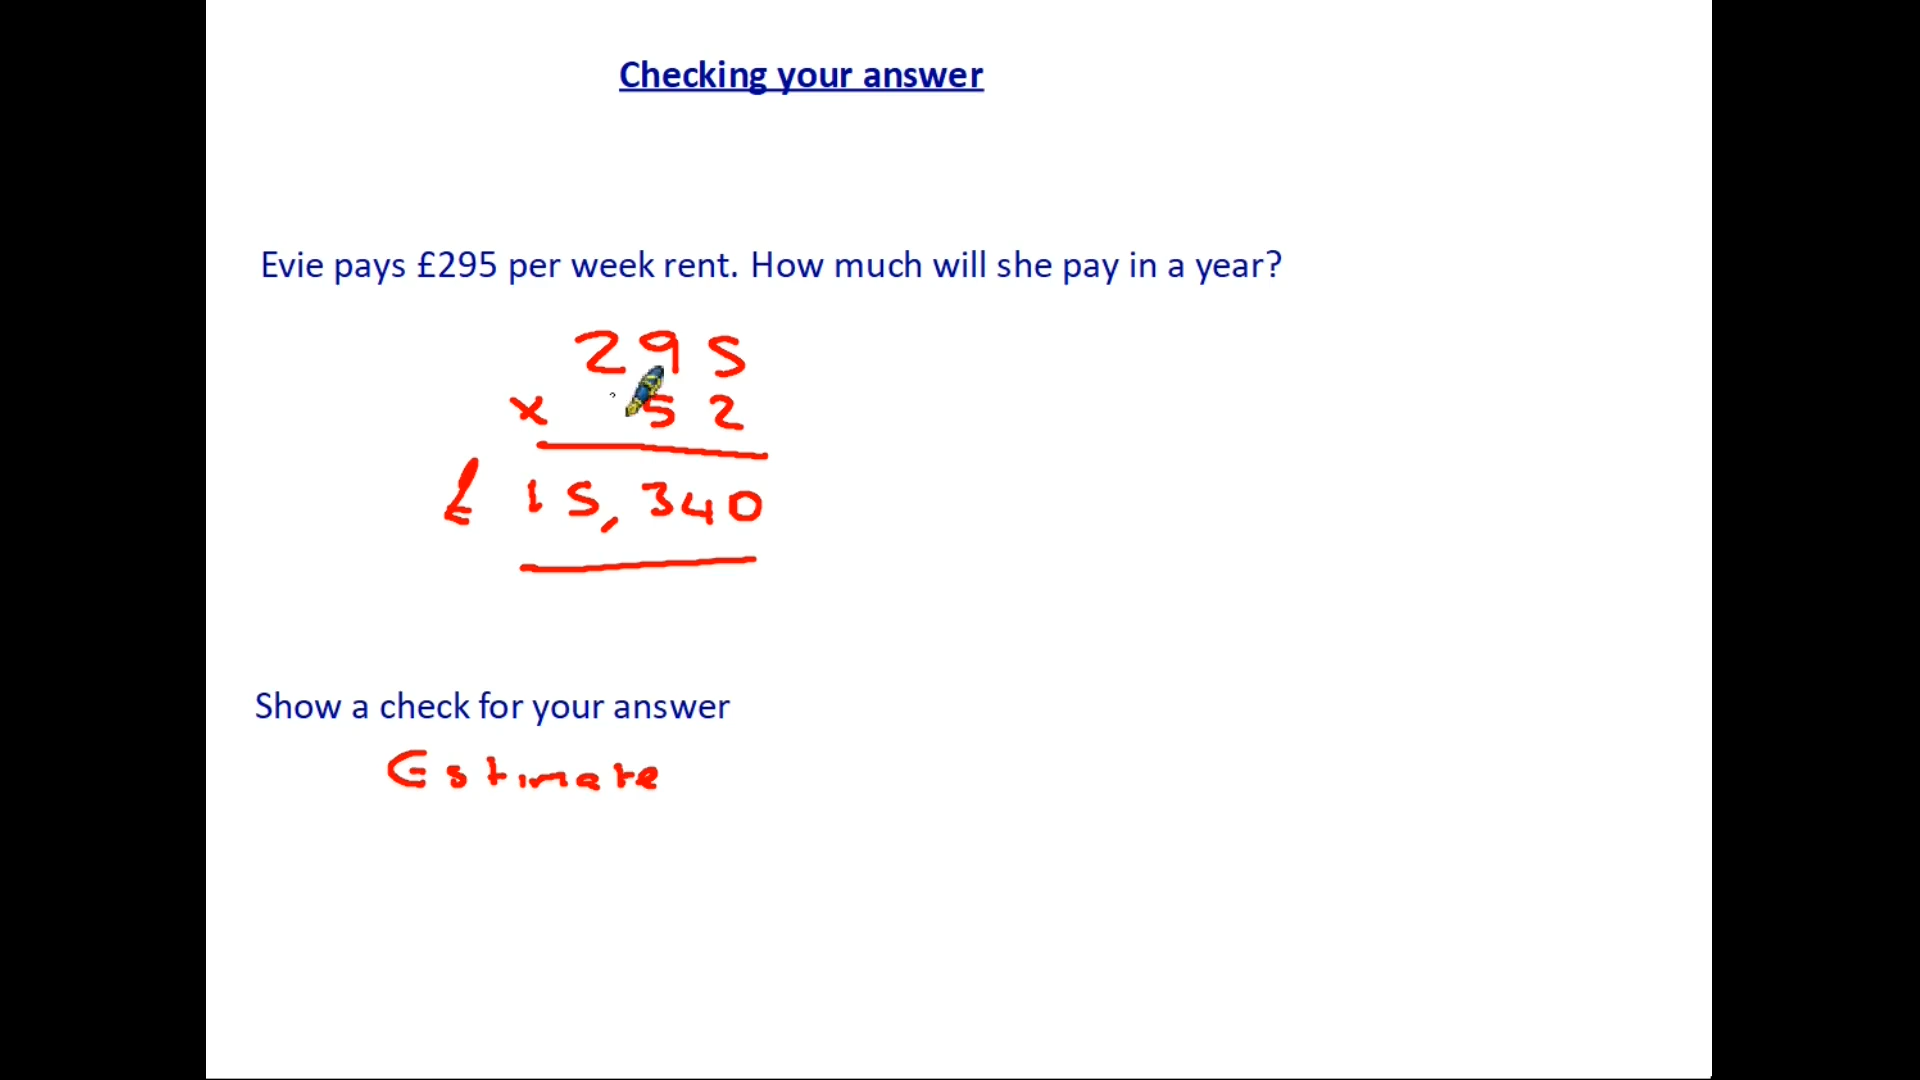 Checking your answer
Evie pays £295 per week rent. How much will she pay in a year?
295
x 52
£ 15,340
Show a check for your answer
Estimate